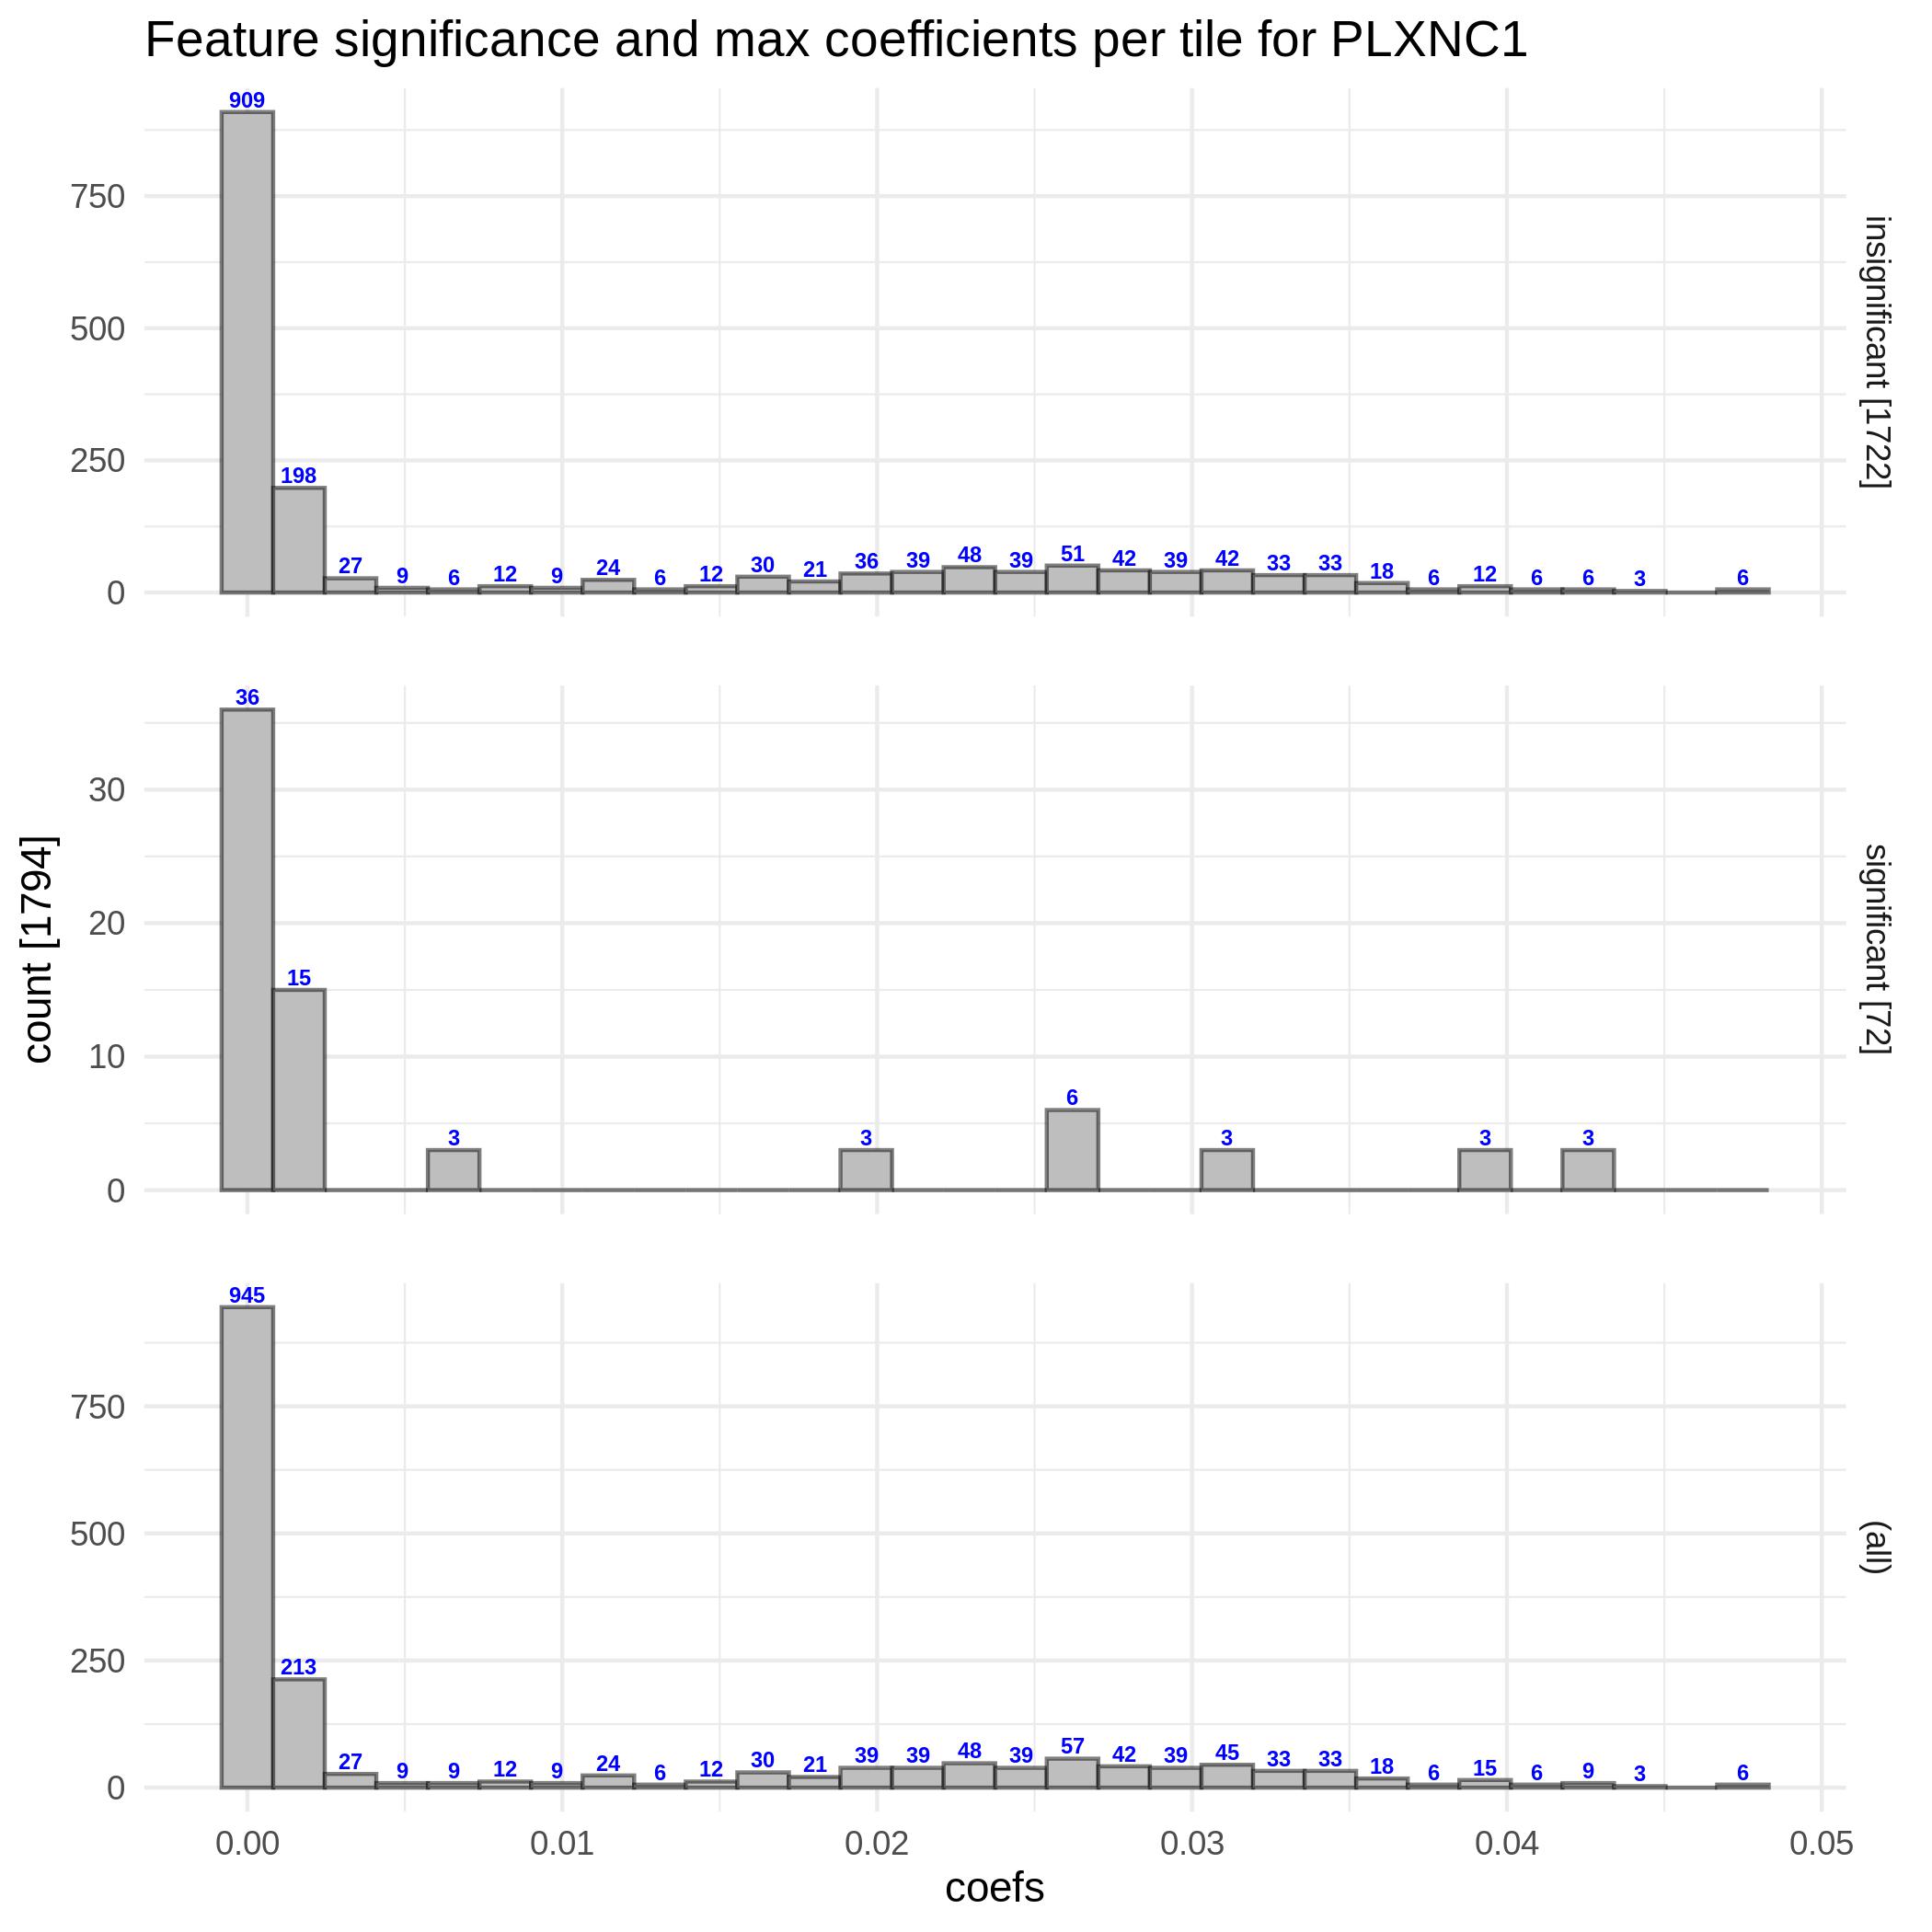 Feature significance and max coefficients per tile for PLXNC1
909
198
27 9 6 12 9 24 6 12 30 21 36 39 48 39 51 42 39 42 33 33 18 6 12 6 6 3 6
750
500
250
0
insignificant [1722]
36
15
3 3 6 3 3 3
30
20
10
0
significant [72]
count [1794]
945
213
27 9 9 12 9 24 6 12 30 21 39 39 48 39 57 42 39 45 33 33 18 6 15 6 9 3 6
750
500
250
0
(all)
0.00 0.01 0.02 0.03 0.04 0.05
coefs